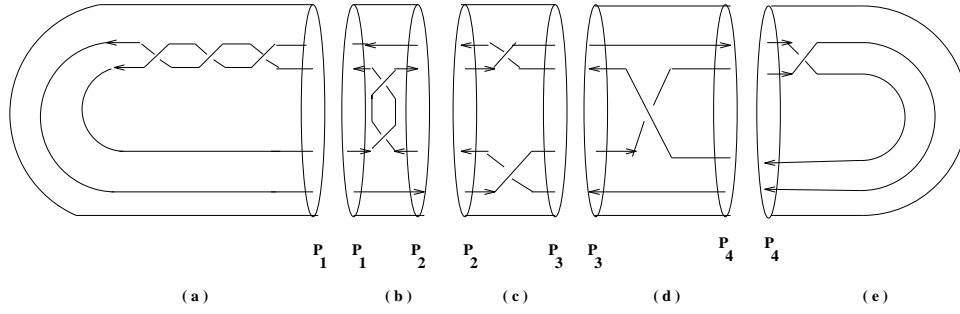 P1 P1 P2 P2 P3 P3 P4 P4
( a ) ( b ) ( c ) ( d ) ( e )